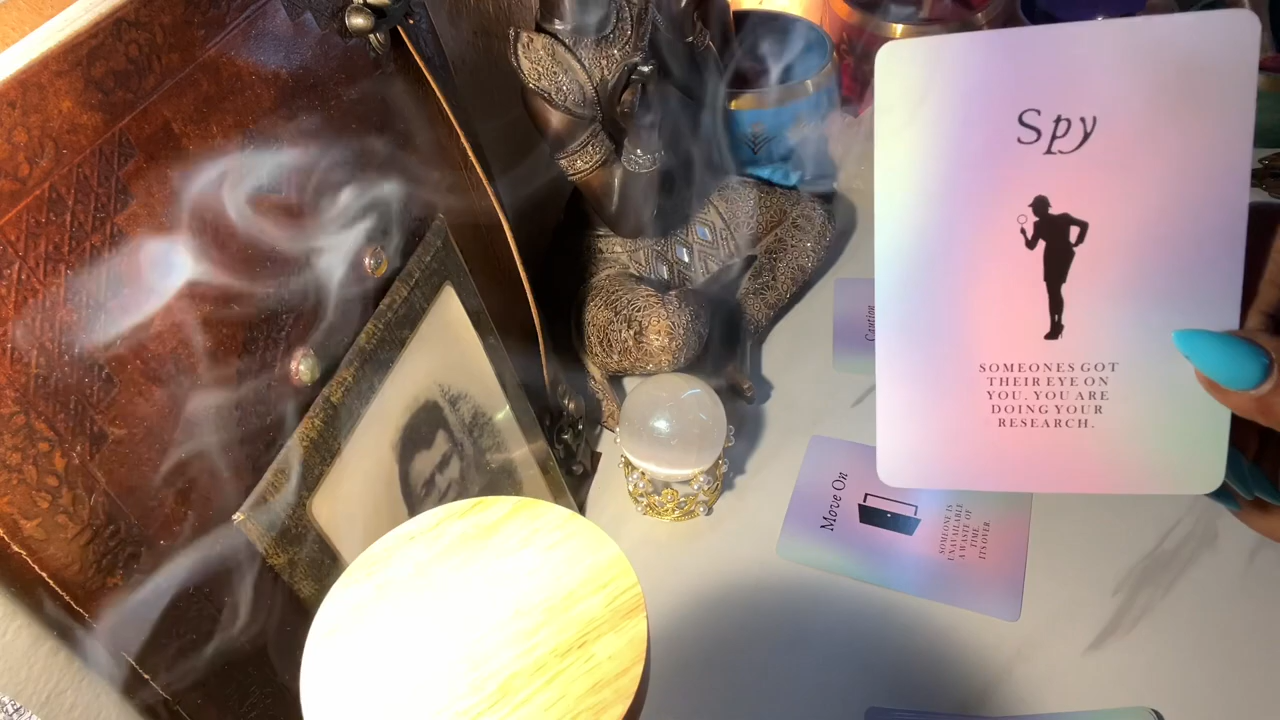 Spy
SOMEONES GOT
THEIR EYE ON
YOU. YOU ARE
DOING YOUR
RESEARCH.
Caution
Move On
SOMEONE IS
UNAVAILABLE
A WASTE OF
TIME.
ITS OVER.